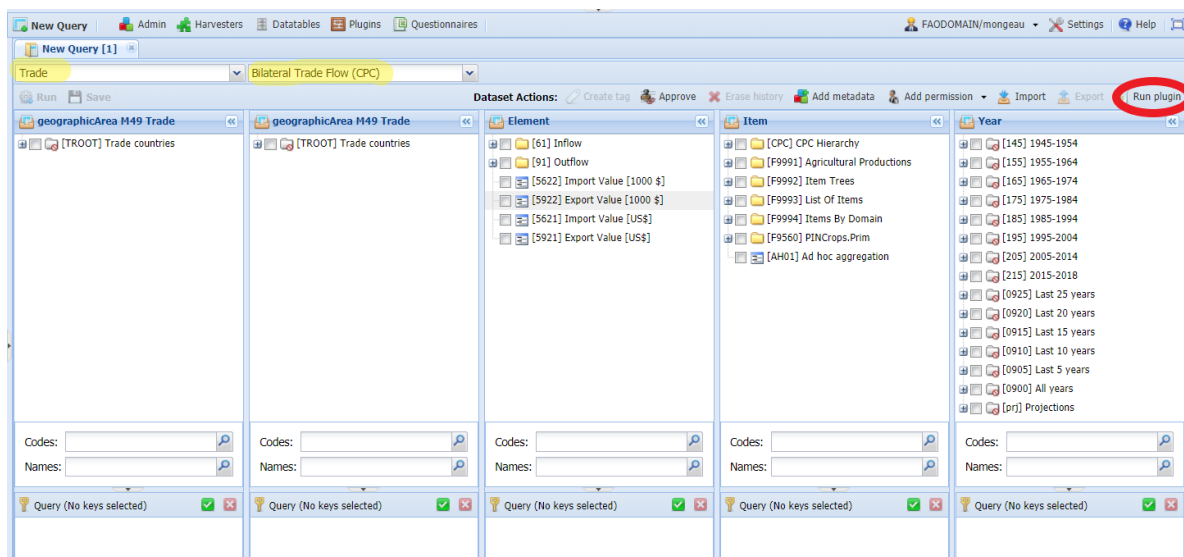 New Query Admin Harvesters Datatables Plugins Questionnaires FAODOMAIN/mongeau Settings Help
New Query [1]
Trade Bilateral Trade Flow (CPC)
Run Save Dataset Actions: Create tag Approve Erase history Add metadata Add permission Import Export Run plugin
geographicArea M49 Trade geographicArea M49 Trade Element Item Year
[TROOT] Trade countries [TROOT] Trade countries [61] Inflow [CPC] CPC Hierarchy [145] 1945-1954
[91] Outflow [F9991] Agricultural Productions [155] 1955-1964
[5622] Import Value [1000 $] [F9992] Item Trees [165] 1965-1974
[5922] Export Value [1000 $] [F9993] List Of Items [175] 1975-1984
[5621] Import Value [US$] [F9994] Items By Domain [185] 1985-1994
[5921] Export Value [US$] [F9560] PINCrops.Prim [195] 1995-2004
[AH01] Ad hoc aggregation [205] 2005-2014
[215] 2015-2018
[0925] Last 25 years
[0920] Last 20 years
[0915] Last 15 years
[0910] Last 10 years
[0905] Last 5 years
[0900] All years
[prj] Projections
Codes: Codes: Codes: Codes: Codes:
Names: Names: Names: Names: Names:
Query (No keys selected) Query (No keys selected) Query (No keys selected) Query (No keys selected) Query (No keys selected)